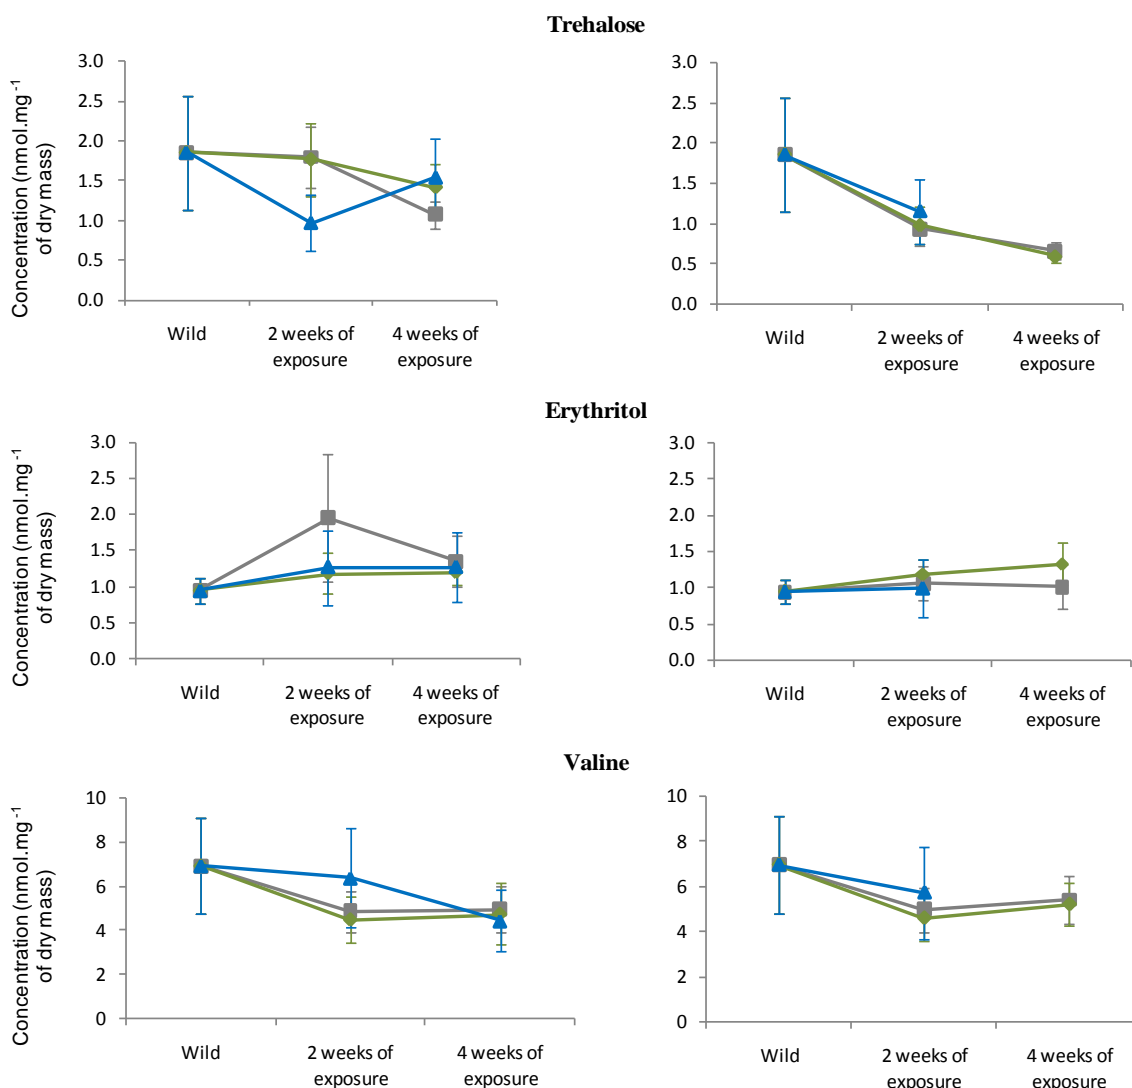 Trehalose
Concentration (nmol.mg-1
of dry mass)
3.0
2.5
2.0
1.5
1.0
0.5
0.0
Wild
2 weeks of
exposure
4 weeks of
exposure
3.0
2.5
2.0
1.5
1.0
0.5
0.0
Wild
2 weeks of
exposure
4 weeks of
exposure
Erythritol
Concentration (nmol.mg-1
of dry mass)
3.0
2.5
2.0
1.5
1.0
0.5
0.0
Wild
2 weeks of
exposure
4 weeks of
exposure
3.0
2.5
2.0
1.5
1.0
0.5
0.0
Wild
2 weeks of
exposure
4 weeks of
exposure
Valine
Concentration (nmol.mg-1
of dry mass)
10
8
6
4
2
0
Wild
2 weeks of
exposure
4 weeks of
exposure
10
8
6
4
2
0
Wild
2 weeks of
exposure
4 weeks of
exposure